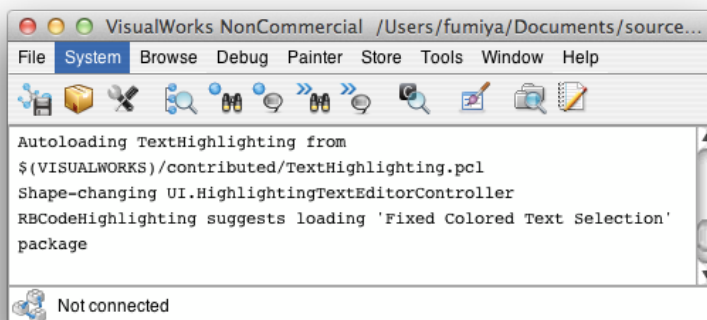 VisualWorks NonCommercial /Users/fumiya/Documents/source...
File System Browse Debug Painter Store Tools Window Help
Autoloading TextHighlighting from
$(VISUALWORKS)/contributed/TextHighlighting.pcl
Shape-changing UI.HighlightingTextEditorController
RBCodeHighlighting suggests loading 'Fixed Colored Text Selection'
package
Not connected